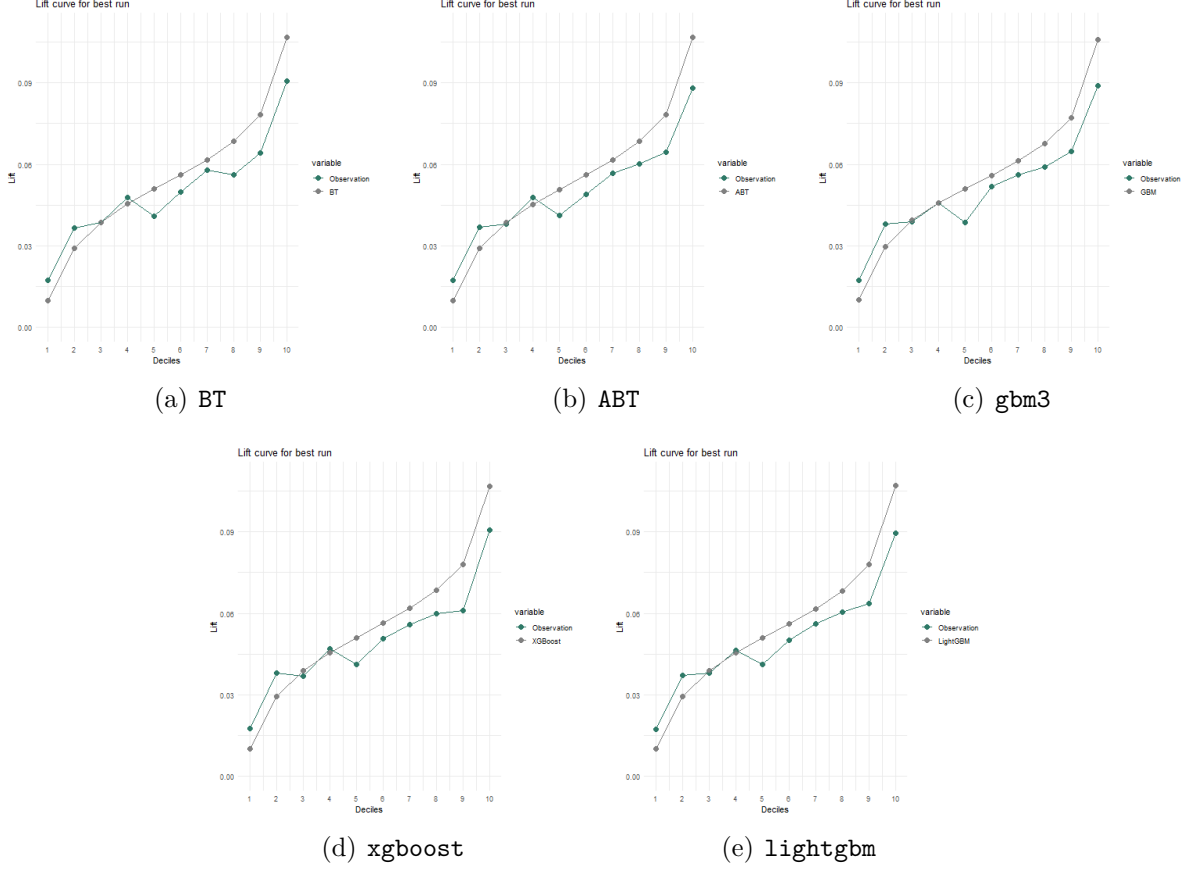 Lift curve for best run
Lift
0.09
0.06
0.03
0.00
1 2 3 4 5 6 7 8 9 10
Deciles
variable
Observation
BT
(a) BT
Lift curve for best run
Lift
0.09
0.06
0.03
0.00
1 2 3 4 5 6 7 8 9 10
Deciles
variable
Observation
ABT
(b) ABT
Lift curve for best run
Lift
0.09
0.06
0.03
0.00
1 2 3 4 5 6 7 8 9 10
Deciles
variable
Observation
GBM
(c) gbm3
Lift curve for best run
Lift
0.09
0.06
0.03
0.00
1 2 3 4 5 6 7 8 9 10
Deciles
variable
Observation
XGBoost
(d) xgboost
Lift curve for best run
Lift
0.09
0.06
0.03
0.00
1 2 3 4 5 6 7 8 9 10
Deciles
variable
Observation
LightGBM
(e) lightgbm